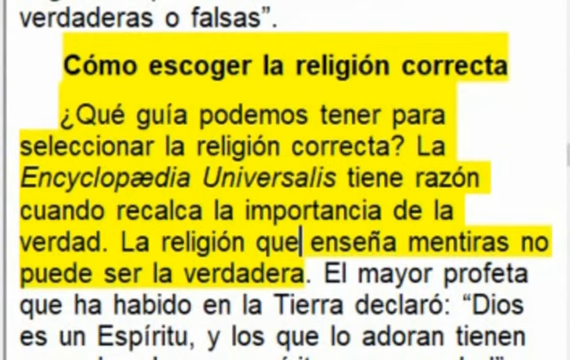 verdaderas o falsas”.
Cómo escoger la religión correcta
¿Qué guía podemos tener para
seleccionar la religión correcta? La
Encyclopædia Universalis tiene razón
cuando recalca la importancia de la
verdad. La religión que enseña mentiras no
puede ser la verdadera. El mayor profeta
que ha habido en la Tierra declaró: “Dios
es un Espíritu, y los que lo adoran tienen